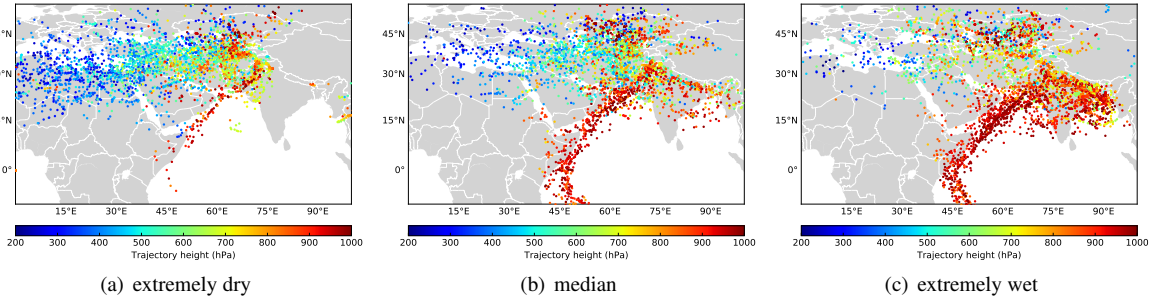 °N
30°N
°N
0°
15°E 30°E 45°E 60°E 75°E 90°E
200 300 400 500 600 700 800 900 1000
Trajectory height (hPa)
(a) extremely dry
45°N
30°N
15°N
0°
15°E 30°E 45°E 60°E 75°E 90°E
200 300 400 500 600 700 800 900 1000
Trajectory height (hPa)
(b) median
45°N
30°N
15°N
0°
15°E 30°E 45°E 60°E 75°E 90°E
200 300 400 500 600 700 800 900 1000
Trajectory height (hPa)
(c) extremely wet